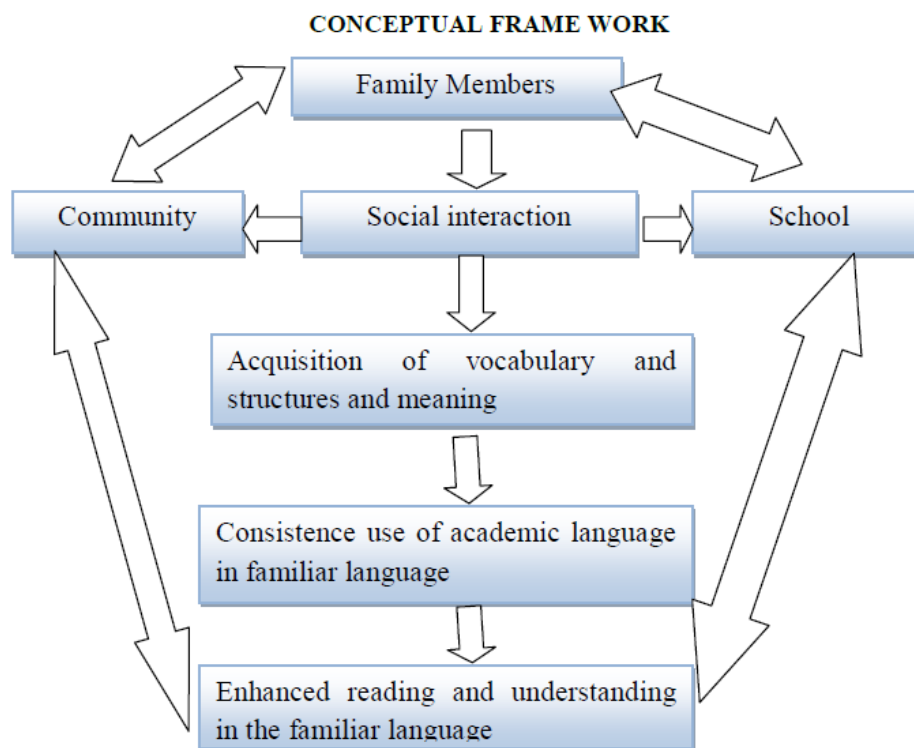 CONCEPTUAL FRAME WORK
Family Members
Community
Social interaction
School
Acquisition of vocabulary and
structures and meaning
Consistence use of academic language
in familiar language
Enhanced reading and understanding
in the familiar language